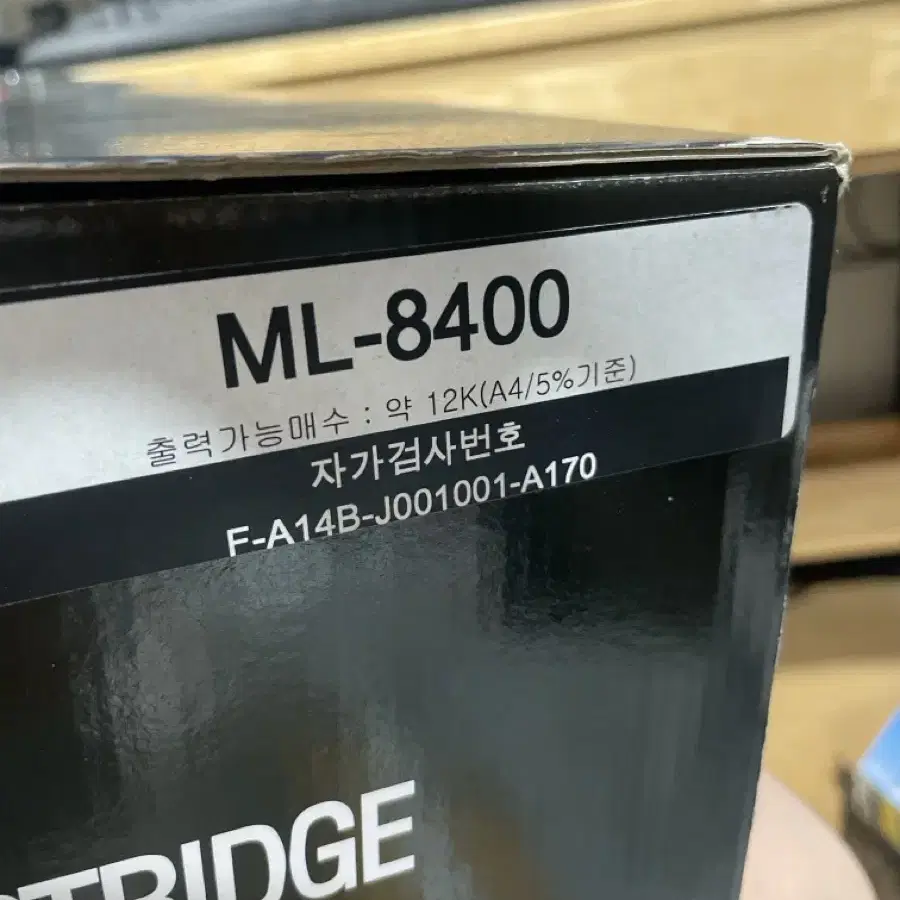 ML-8400
출력가능매수 : 약 12K(A4/5%기준)
자가검사번호
F-A14B-J001001-A170
TRIDGE